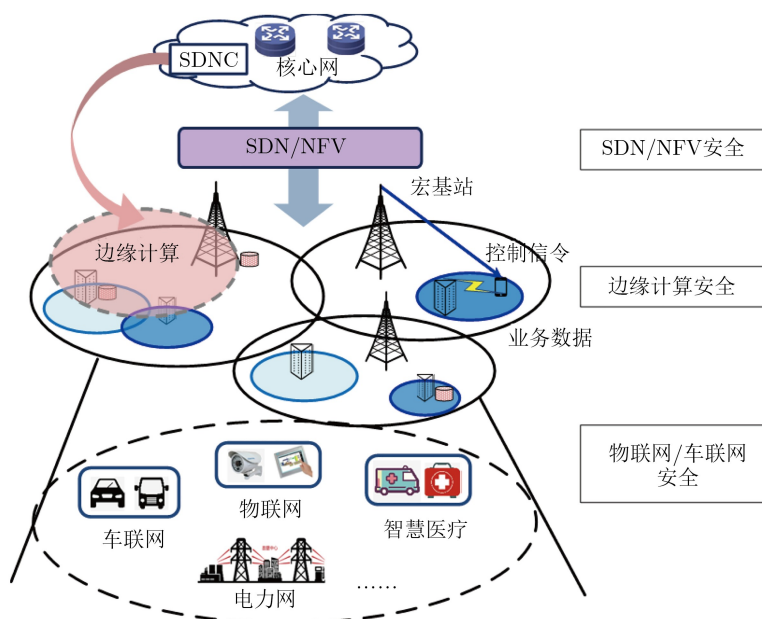 SDNC
核心网
SDN/NFV
SDN/NFV安全
宏基站
边缘计算
控制信令
边缘计算安全
业务数据
物联网/车联网
安全
车联网
物联网
智慧医疗
电力网
……